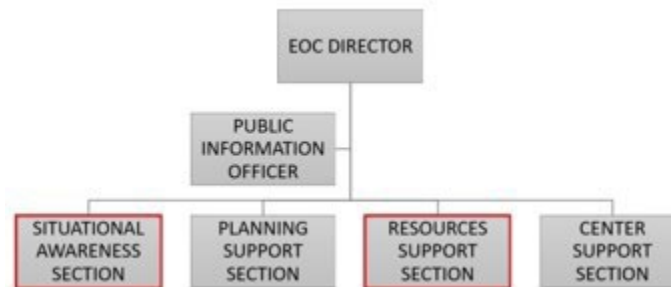 EOC DIRECTOR
PUBLIC
INFORMATION
OFFICER
SITUATIONAL
AWARENESS
SECTION
PLANNING
SUPPORT
SECTION
RESOURCES
SUPPORT
SECTION
CENTER
SUPPORT
SECTION